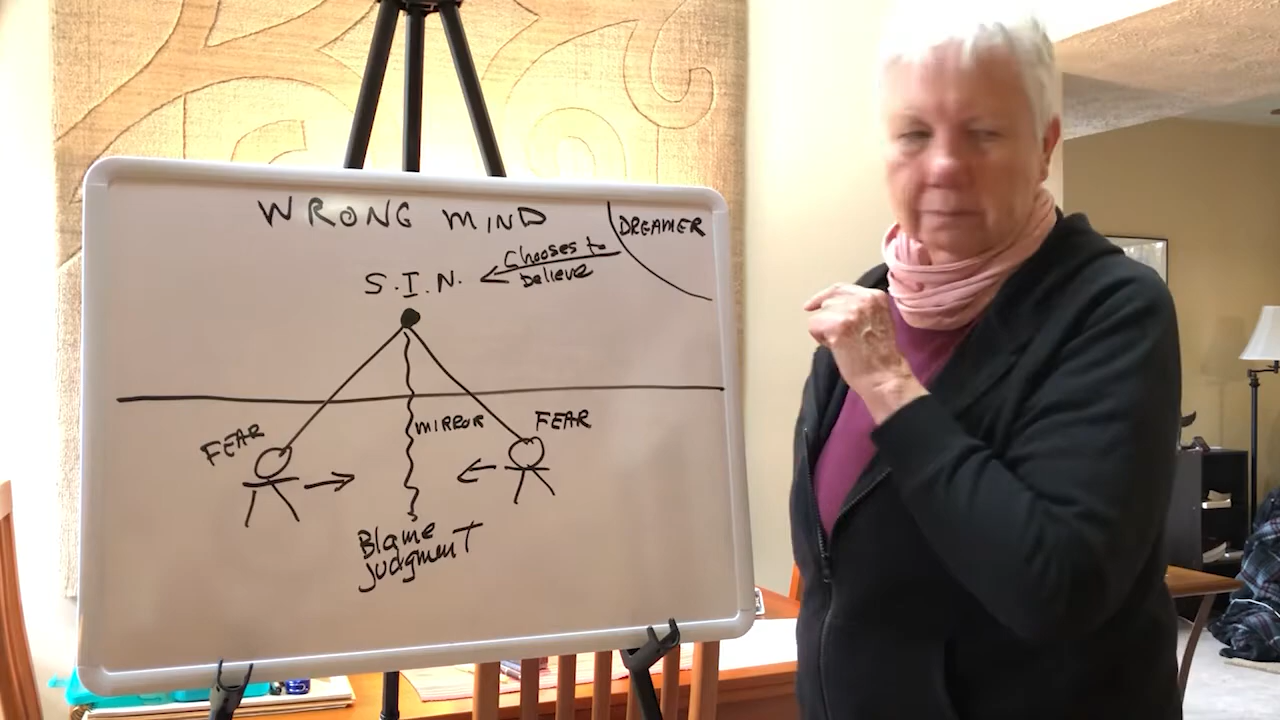 WRONG MIND
DREAMER
Chooses to
believe
S.I.N.
MIRROR
FEAR
FEAR
Blame
judgment